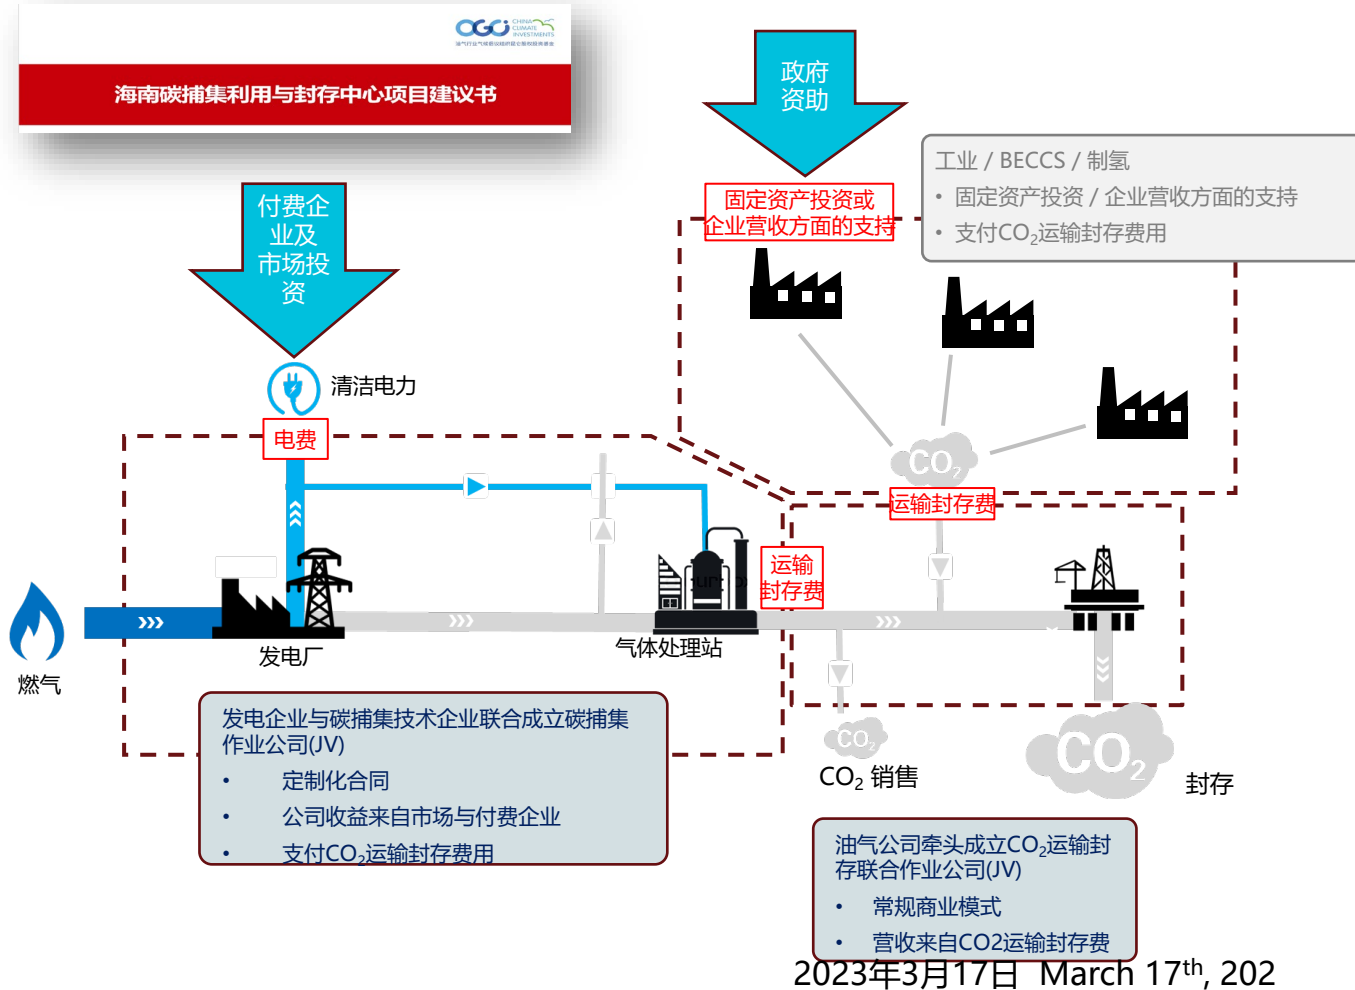 OGCI CHINA CLIMATE INVESTMENTS
海南碳捕集利用与封存中心项目建议书
政府
资助
工业 / BECCS / 制氢
• 固定资产投资 / 企业营收方面的支持
• 支付CO₂运输封存费用
固定资产投资或
企业营收方面的支持
付费企
业及
市场投
资
清洁电力
电费
CO₂
运输封存费
运输
封存费
发电厂
气体处理站
燃气
发电企业与碳捕集技术企业联合成立碳捕集
作业公司(JV)
• 定制化合同
• 公司收益来自市场与付费企业
• 支付CO₂运输封存费用
CO₂
CO₂ 销售
CO₂
封存
油气公司牵头成立CO₂运输封
存联合作业公司(JV)
• 常规商业模式
• 营收来自CO2运输封存费
2023年3月17日 March 17th, 202